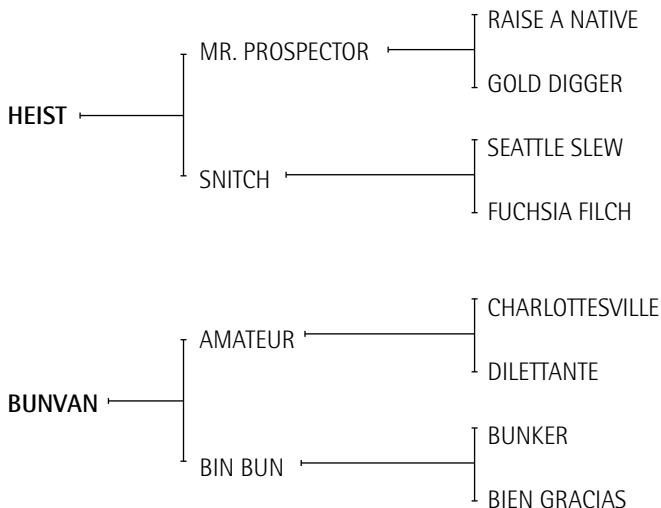 RAISE A NATIVE
MR. PROSPECTOR
GOLD DIGGER
HEIST
SEATTLE SLEW
SNITCH
FUCHSIA FILCH
CHARLOTTESVILLE
AMATEUR
DILETTANTE
BUNVAN
BUNKER
BIN BUN
BIEN GRACIAS